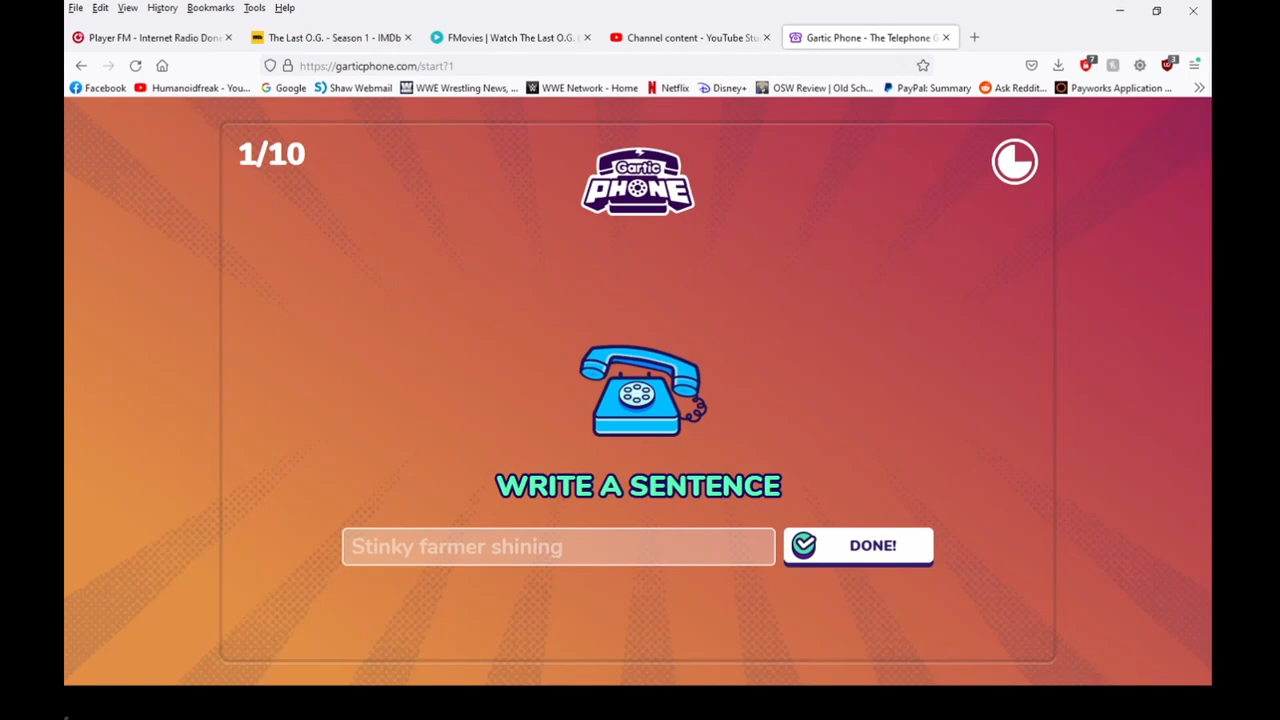 File Edit View History Bookmarks Tools Help
Player FM - Internet Radio Done The Last O.G. - Season 1 - IMDb FMovies | Watch The Last O.G. Channel content - YouTube Stu Gartic Phone - The Telephone G
https://garticphone.com/start?1
7 3
Facebook Humanoidfreak - You... Google Shaw Webmail WWE Wrestling News, ... WWE Network - Home Netflix Disney+ OSW Review | Old Sch... PayPal: Summary Ask Reddit... Payworks Application ...
1/10
Gartic
PHONE
WRITE A SENTENCE
Stinky farmer shining DONE!